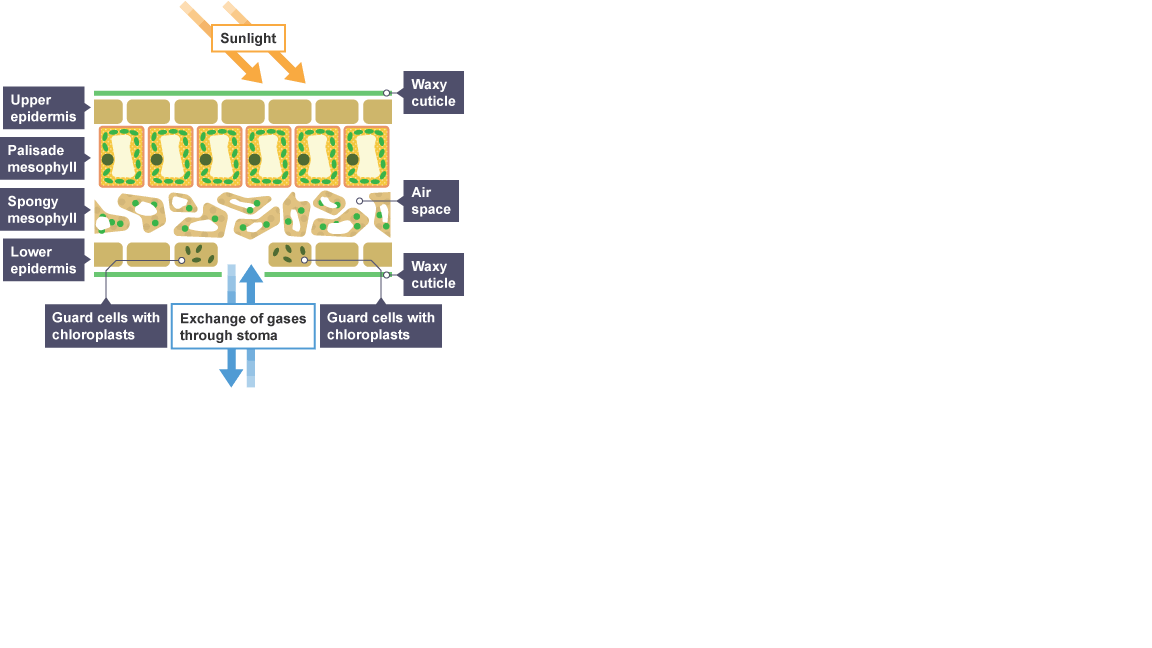 Sunlight
Waxy
cuticle
Upper
epidermis
Palisade
mesophyll
Air
space
Spongy
mesophyll
Lower
epidermis
Waxy
cuticle
Guard cells with
chloroplasts
Exchange of gases
through stoma
Guard cells with
chloroplasts